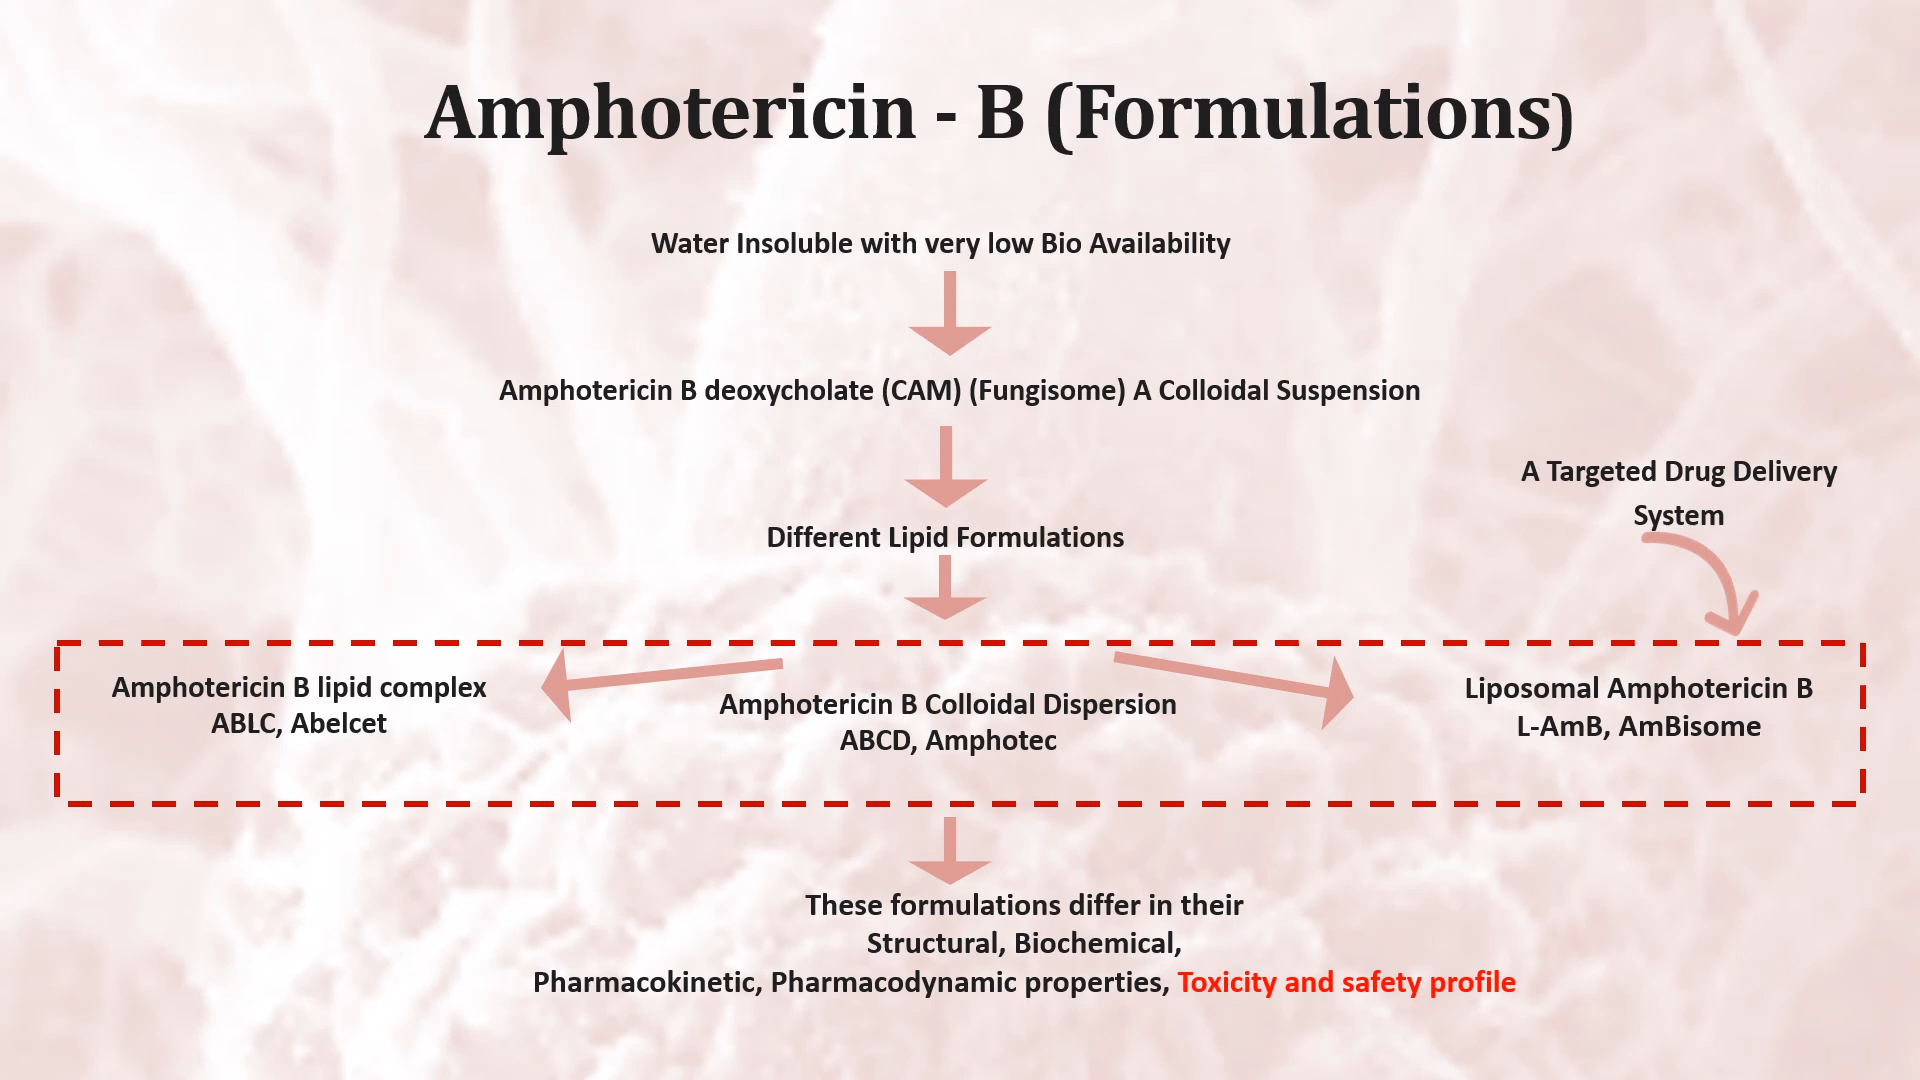 Amphotericin - B (Formulations)
Water Insoluble with very low Bio Availability
Amphotericin B deoxycholate (CAM) (Fungisome) A Colloidal Suspension
A Targeted Drug Delivery
System
Different Lipid Formulations
Amphotericin B lipid complex
ABLC, Abelcet
Amphotericin B Colloidal Dispersion
ABCD, Amphotec
Liposomal Amphotericin B
L-AmB, AmBisome
These formulations differ in their
Structural, Biochemical,
Pharmacokinetic, Pharmacodynamic properties, Toxicity and safety profile